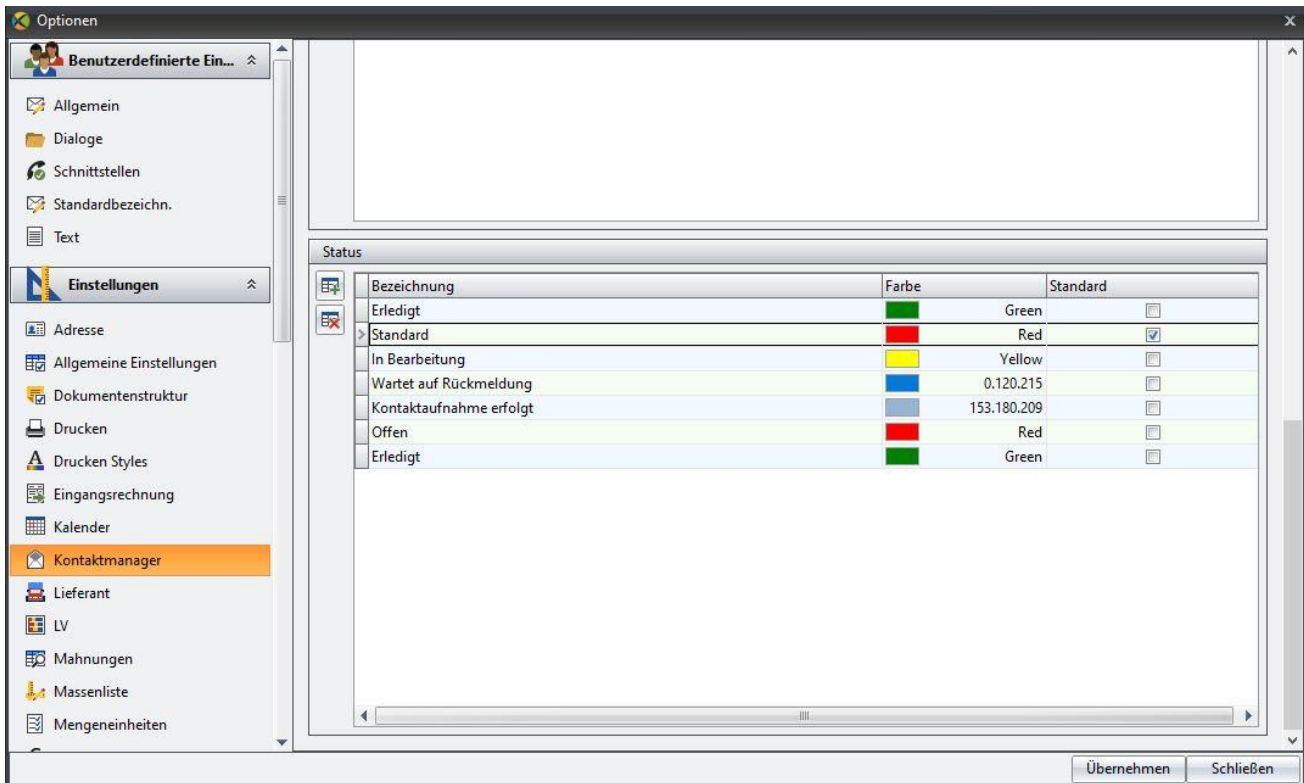 Optionen
Benutzerdefinierte Ein...
Allgemein
Dialoge
Schnittstellen
Standardbezeichn.
Text
Einstellungen
Adresse
Allgemeine Einstellungen
Dokumentenstruktur
Drucken
Drucken Styles
Eingangsrechnung
Kalender
Kontaktmanager
Lieferant
LV
Mahnungen
Massenliste
Mengeneinheiten
Status
Bezeichnung Farbe Standard
Erledigt Green
Standard Red
In Bearbeitung Yellow
Wartet auf Rückmeldung 0.120.215
Kontaktaufnahme erfolgt 153.180.209
Offen Red
Erledigt Green
Übernehmen Schließen